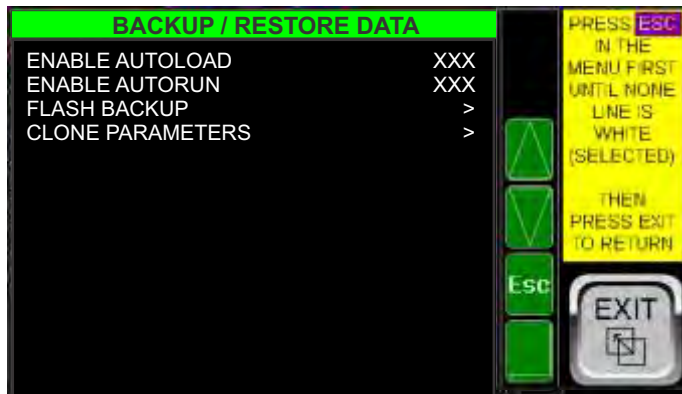 BACKUP / RESTORE DATA
ENABLE AUTOLOAD XXX
ENABLE AUTORUN XXX
FLASH BACKUP >
CLONE PARAMETERS >
Esc
PRESS ESC
IN THE
MENU FIRST
UNTIL NONE
LINE IS
WHITE
(SELECTED)
THEN
PRESS EXIT
TO RETURN
EXIT